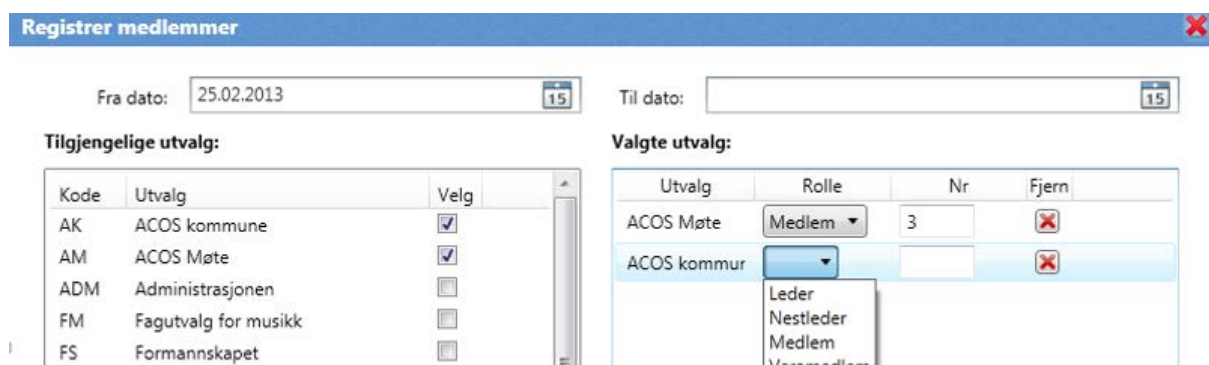 Registrer medlemmer
Fra dato: 25.02.2013 15
Til dato: 15
Tilgjengelige utvalg:
Kode Utvalg Velg
AK ACOS kommune
AM ACOS Møte
ADM Administrasjonen
FM Fagutvalg for musikk
FS Formannskapet
Valgte utvalg:
Utvalg Rolle Nr Fjern
ACOS Møte Medlem 3
ACOS kommur
Leder
Nestleder
Medlem
Varamedlem